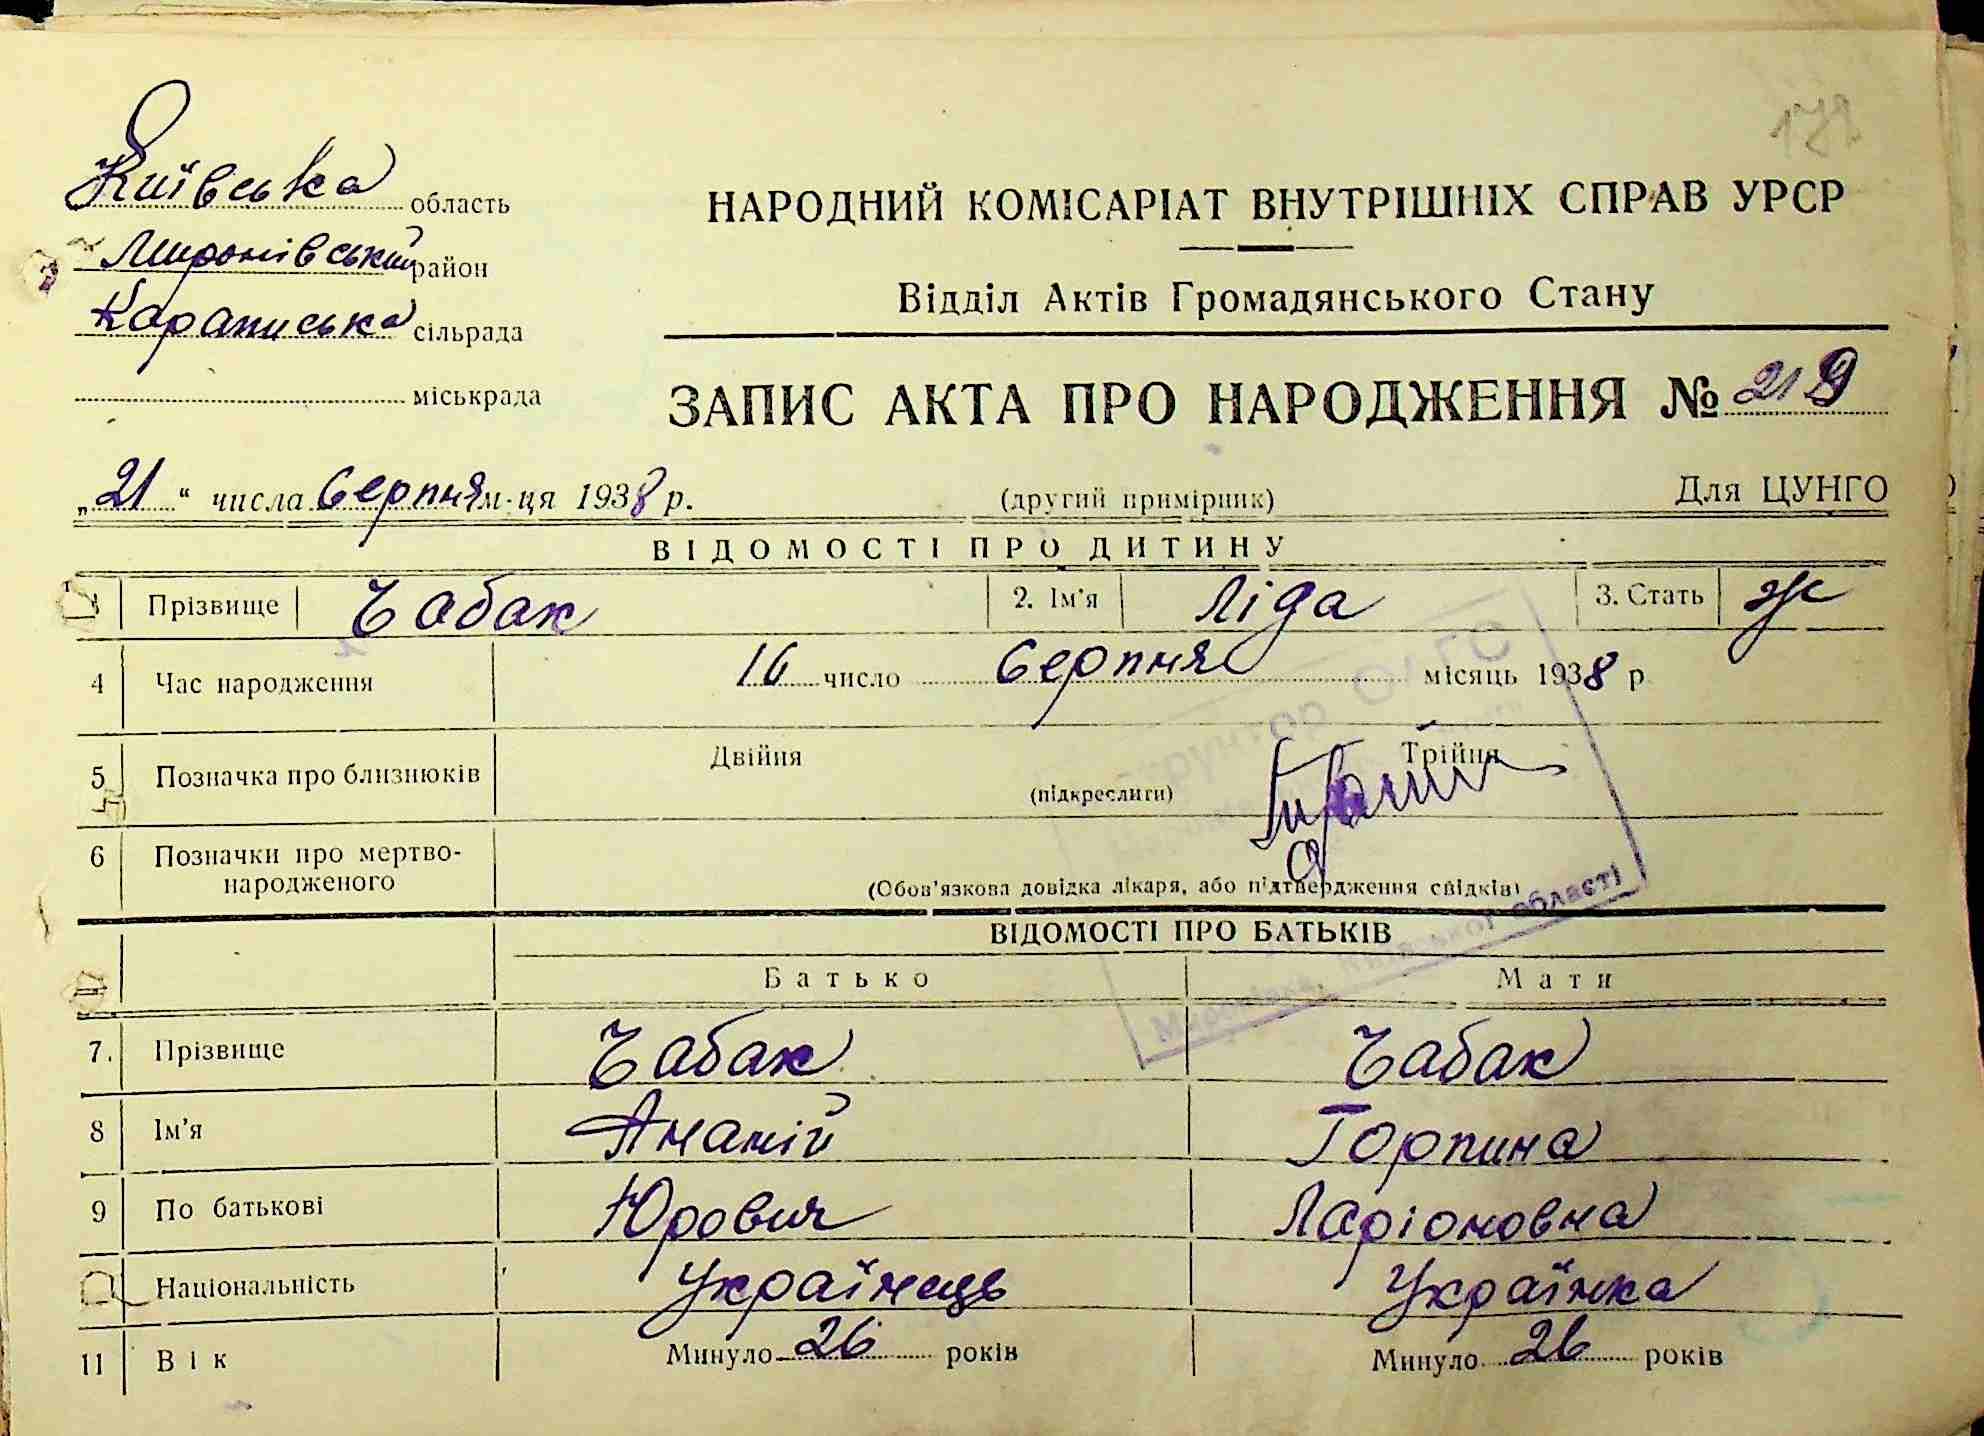 178
Київська область
Миронівський район
Караписька сільрада
міськрада
НАРОДНИЙ КОМІСАРІАТ ВНУТРІШНІХ СПРАВ УРСР
Відділ Актів Громадянського Стану
ЗАПИС АКТА ПРО НАРОДЖЕННЯ № 219
„21" числа Серпня м-ця 1938 р. (другий примірник) Для ЦУНГО
ВІДОМОСТІ ПРО ДИТИНУ
Прізвище Чабак 2. Ім'я Ліда 3. Стать ж
4 Час народження 16 число Серпня місяць 1938 р
5 Позначка про близнюків Двійня (підкреслити) Трійня
6 Позначки про мертво-
народженого (Обов'язкова довідка лікаря, або підтвердження свідків)
області
ВІДОМОСТІ ПРО БАТЬКІВ
Батько Мати
7. Прізвище Чабак Чабак
8 Ім'я Ананій Горпина
9 По батькові Юрович Ларіоновна
Національність Українець Українка
11 Вік Минуло 26 років Минуло 26 років